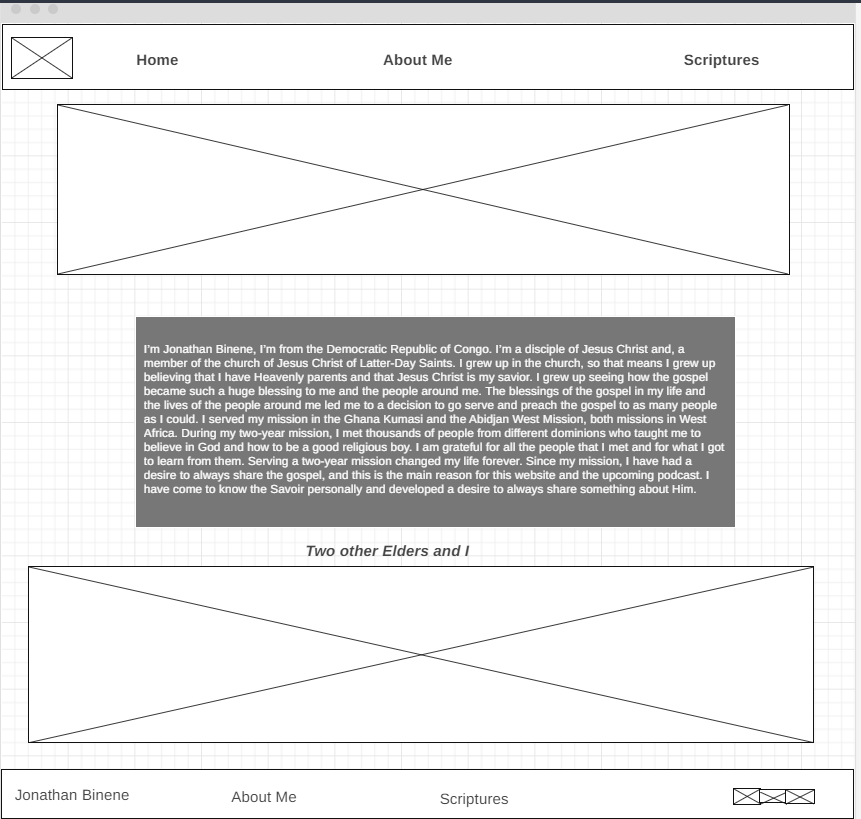 Home About Me Scriptures
I'm Jonathan Binene, I'm from the Democratic Republic of Congo. I'm a disciple of Jesus Christ and, a
member of the church of Jesus Christ of Latter-Day Saints. I grew up in the church, so that means I grew up
believing that I have Heavenly parents and that Jesus Christ is my savior. I grew up seeing how the gospel
became such a huge blessing to me and the people around me. The blessings of the gospel in my life and
the lives of the people around me led me to a decision to go serve and preach the gospel to as many people
as I could. I served my mission in the Ghana Kumasi and the Abidjan West Mission, both missions in West
Africa. During my two-year mission, I met thousands of people from different dominions who taught me to
believe in God and how to be a good religious boy. I am grateful for all the people that I met and for what I got
to learn from them. Serving a two-year mission changed my life forever. Since my mission, I have had a
desire to always share the gospel, and this is the main reason for this website and the upcoming podcast. I
have come to know the Savoir personally and developed a desire to always share something about Him.
Two other Elders and I
Jonathan Binene About Me Scriptures